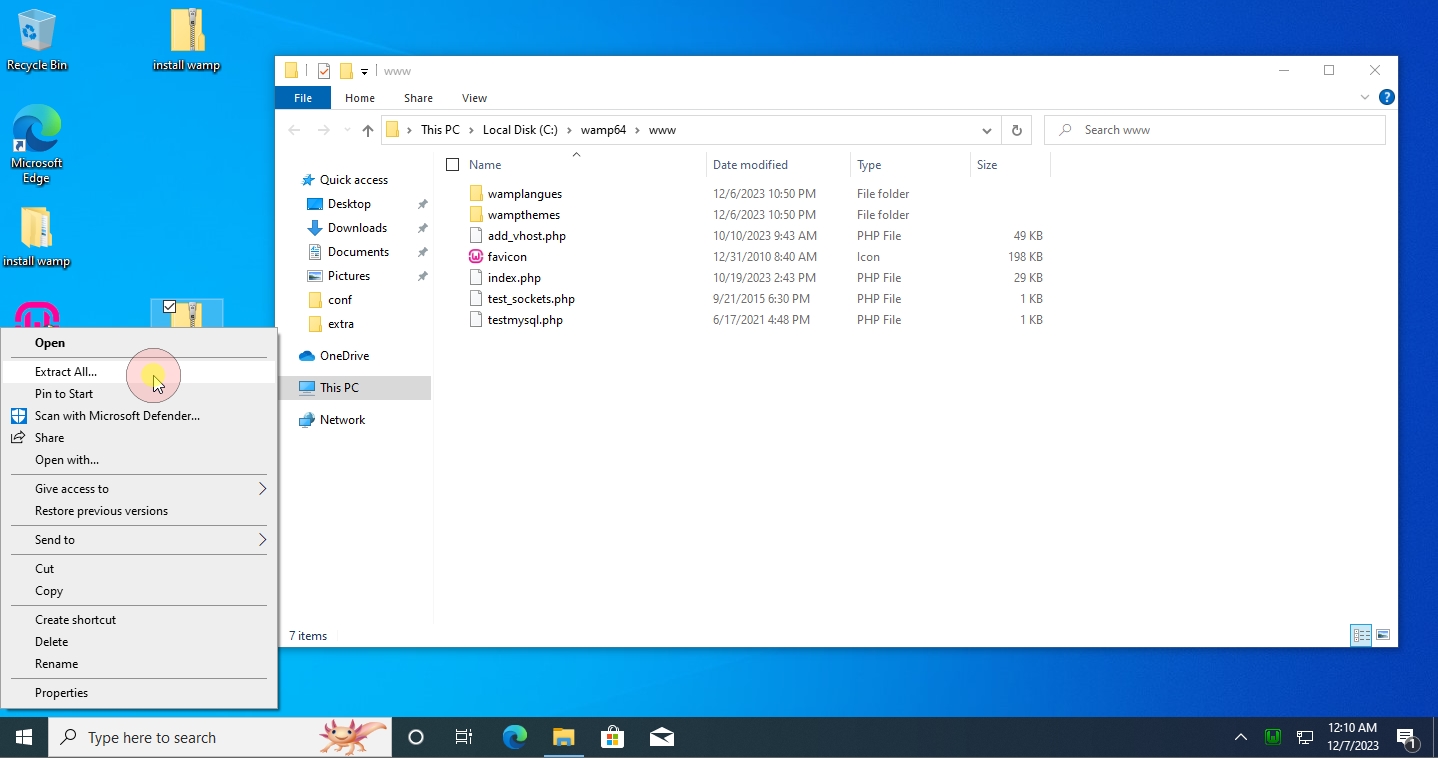 Recycle Bin
install wamp
Microsoft
Edge
install wamp
www
File Home Share View
This PC Local Disk (C:) wamp64 www
Search www
Name Date modified Type Size
Quick access
Desktop
Downloads
Documents
Pictures
conf
extra
OneDrive
This PC
Network
wamplangues 12/6/2023 10:50 PM File folder
wampthemes 12/6/2023 10:50 PM File folder
add_vhost.php 10/10/2023 9:43 AM PHP File 49 KB
favicon 12/31/2010 8:40 AM Icon 198 KB
index.php 10/19/2023 2:43 PM PHP File 29 KB
test_sockets.php 9/21/2015 6:30 PM PHP File 1 KB
testmysql.php 6/17/2021 4:48 PM PHP File 1 KB
7 items
Open
Extract All...
Pin to Start
Scan with Microsoft Defender...
Share
Open with...
Give access to
Restore previous versions
Send to
Cut
Copy
Create shortcut
Delete
Rename
Properties
Type here to search
12:10 AM
12/7/2023
1